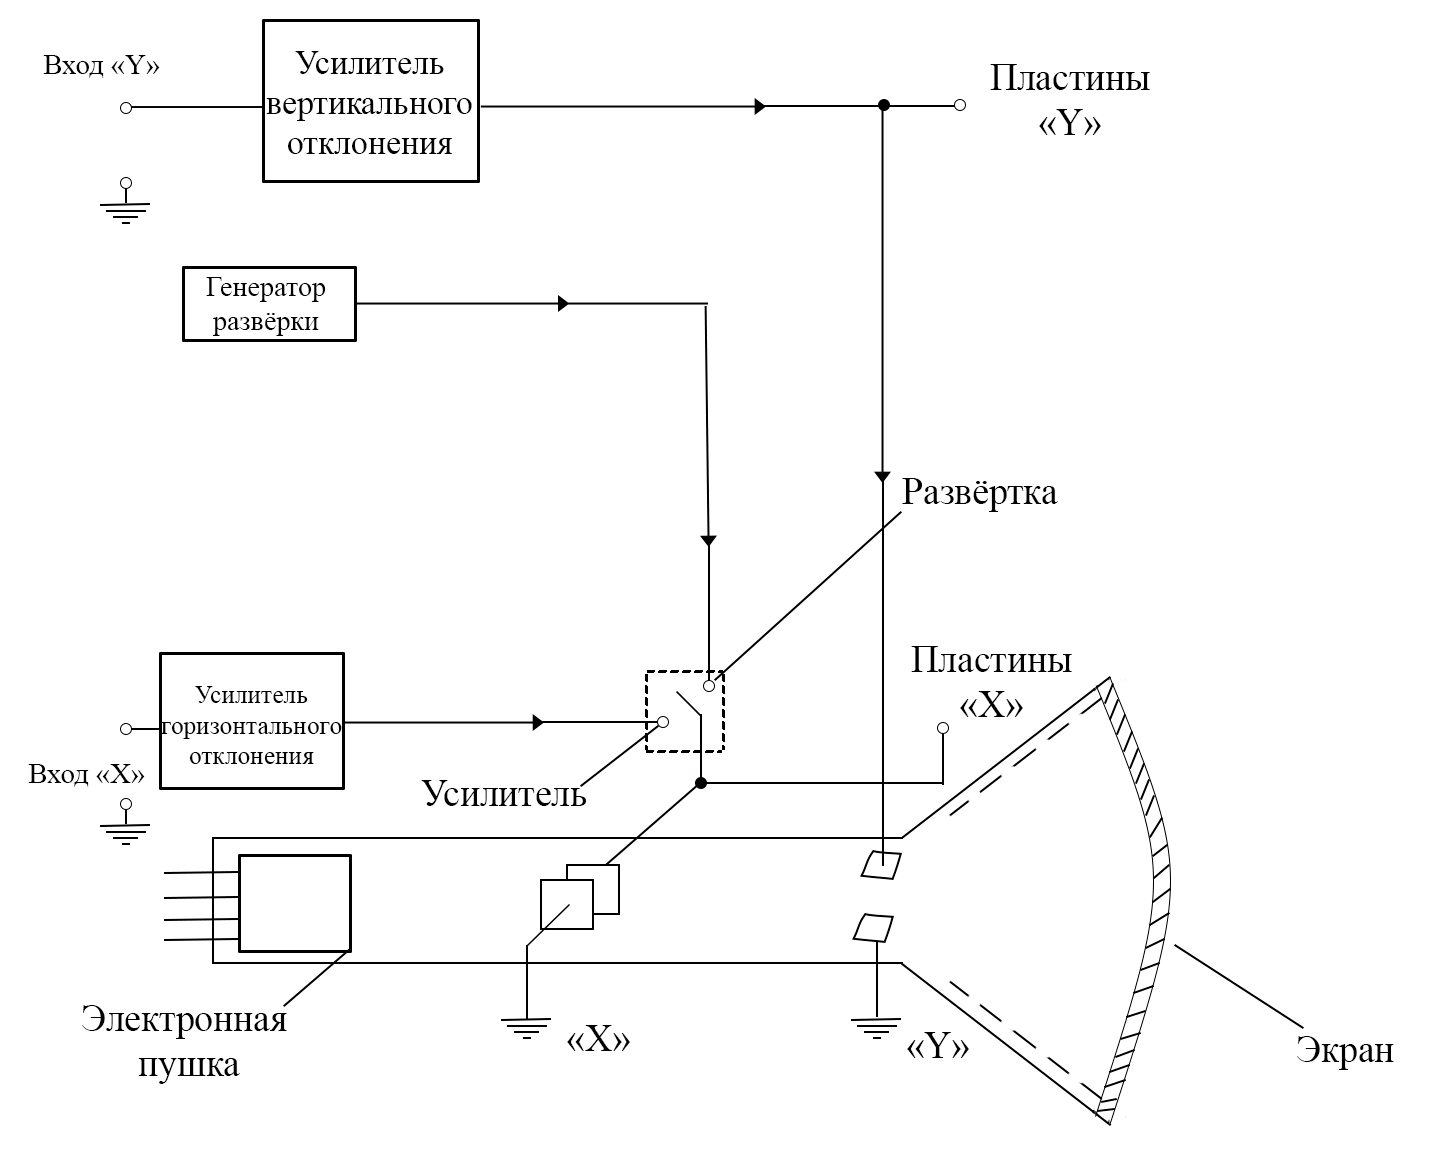 Вход «Y»
Усилитель
вертикального
отклонения
Пластины
«Y»
Генератор
развёрки
Развёртка
Усилитель
горизонтального
отклонения
Вход «X»
Усилитель
Пластины
«X»
Электронная
пушка
«X»
«Y»
Экран